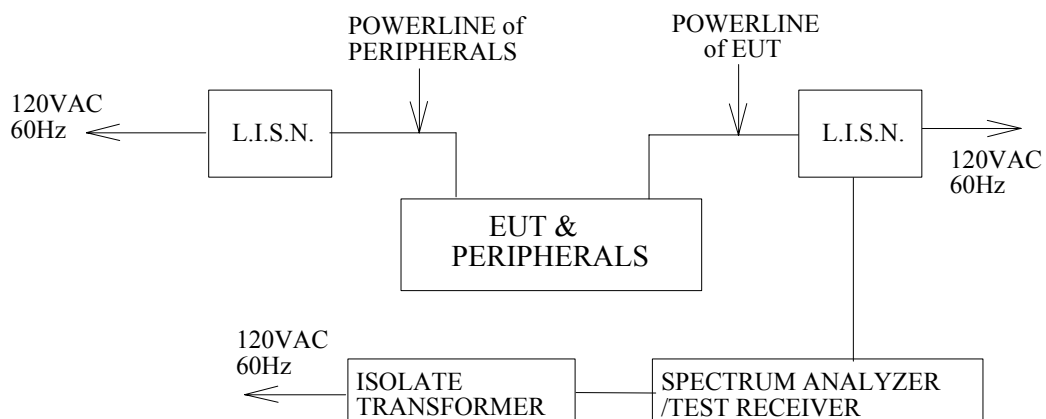 POWERLINE of
PERIPHERALS
POWERLINE
of EUT
120VAC
60Hz
L.I.S.N.
L.I.S.N.
120VAC
60Hz
EUT &
PERIPHERALS
120VAC
60Hz
ISOLATE
TRANSFORMER
SPECTRUM ANALYZER
/TEST RECEIVER